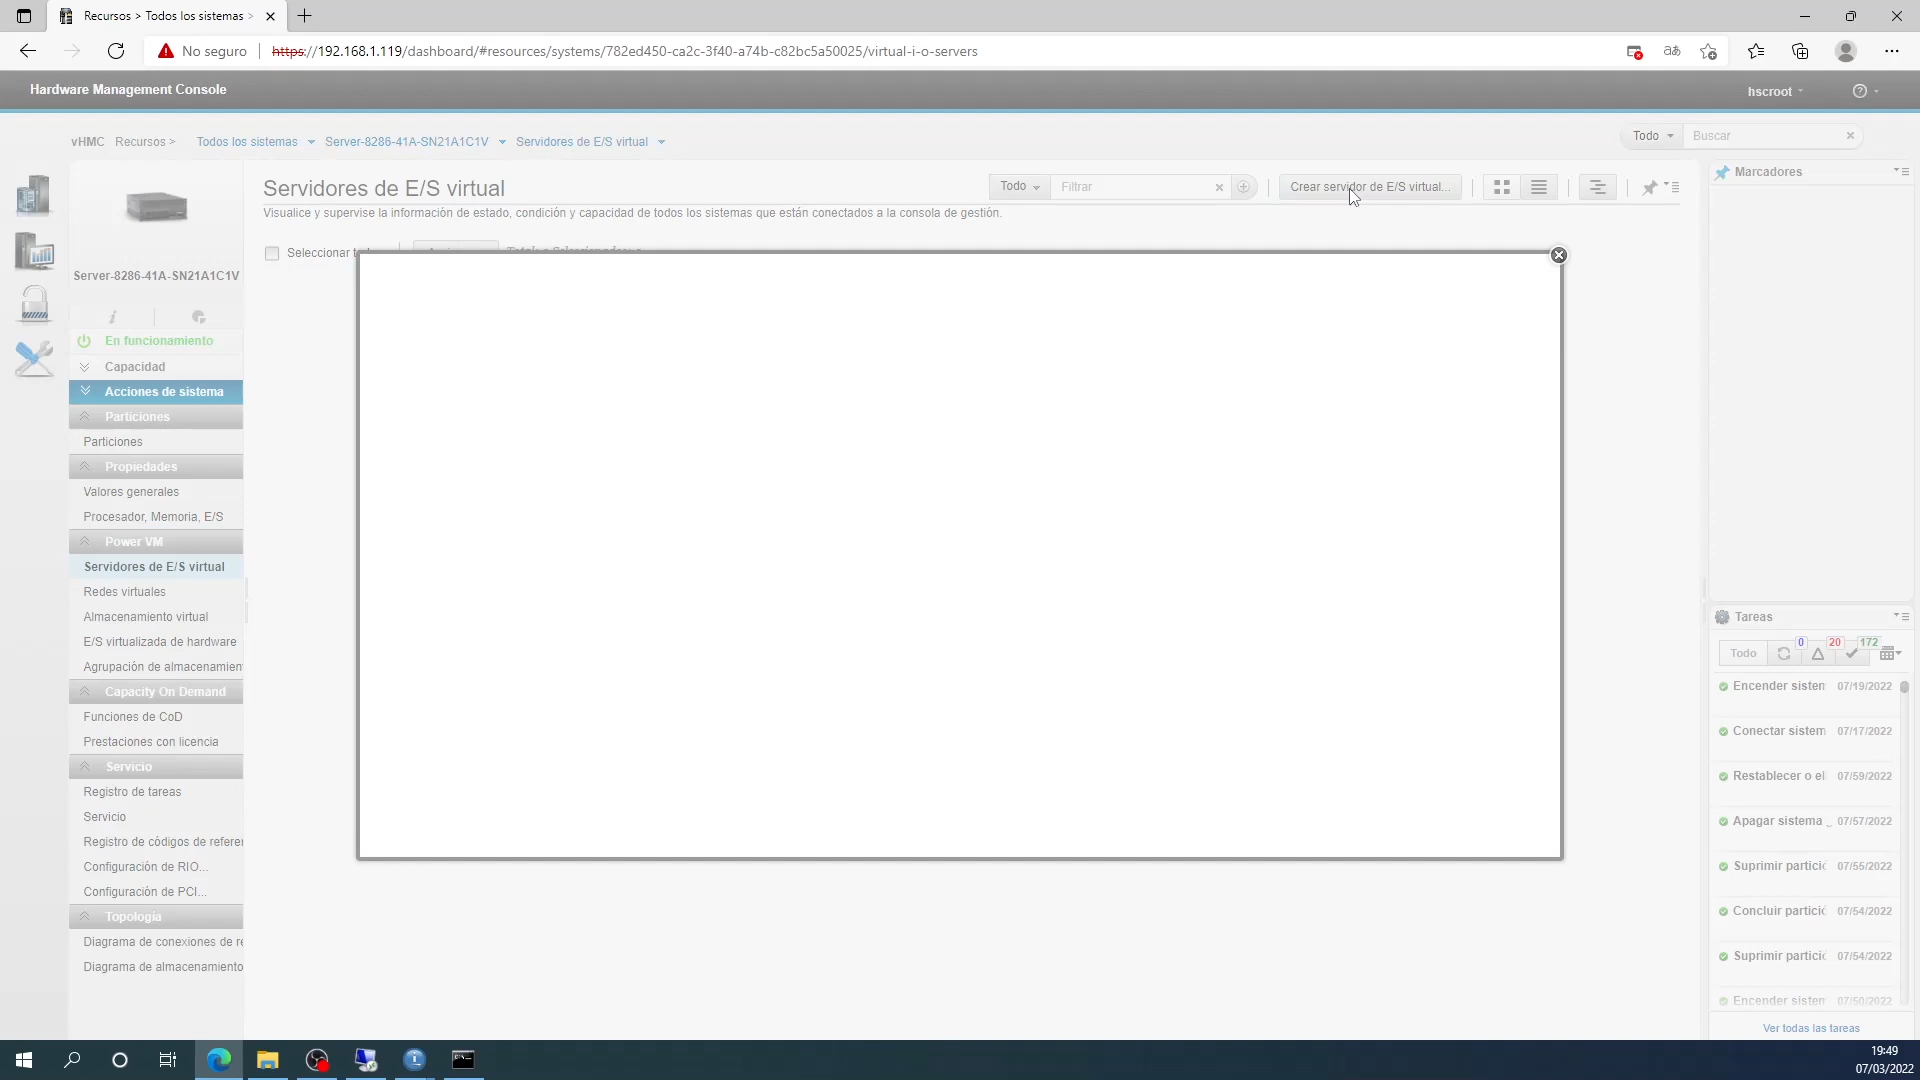 Recursos > Todos los sistemas >
No seguro
https://192.168.1.119/dashboard/#resources/systems/782ed450-ca2c-3f40-a74b-c82bc5a50025/virtual-i-o-servers
aあ
Hardware Management Console
hscroot
vHMC Recursos > Todos los sistemas Server-8286-41A-SN21A1C1V Servidores de E/S virtual
Todo Buscar
Servidores de E/S virtual
Todo Filtrar
Crear servidor de E/S virtual...
Visualice y supervise la información de estado, condición y capacidad de todos los sistemas que están conectados a la consola de gestión.
Seleccionar
Server-8286-41A-SN21A1C1V
En funcionamiento
Capacidad
Acciones de sistema
Particiones
Particiones
Propiedades
Valores generales
Procesador, Memoria, E/S
Power VM
Servidores de E/S virtual
Redes virtuales
Almacenamiento virtual
E/S virtualizada de hardware
Agrupación de almacenamien
Capacity On Demand
Funciones de CoD
Prestaciones con licencia
Servicio
Registro de tareas
Servicio
Registro de códigos de referen
Configuración de RIO...
Configuración de PCI...
Topología
Diagrama de conexiones de re
Diagrama de almacenamiento
Marcadores
Tareas
Todo 0 20 172
Encender sistem 07/19/2022
Conectar sistem 07/17/2022
Restablecer o el 07/59/2022
Apagar sistema _ 07/57/2022
Suprimir partició 07/55/2022
Concluir partició 07/54/2022
Suprimir partició 07/54/2022
Encender sistem 07/50/2022
Ver todas las tareas
19:49
07/03/2022